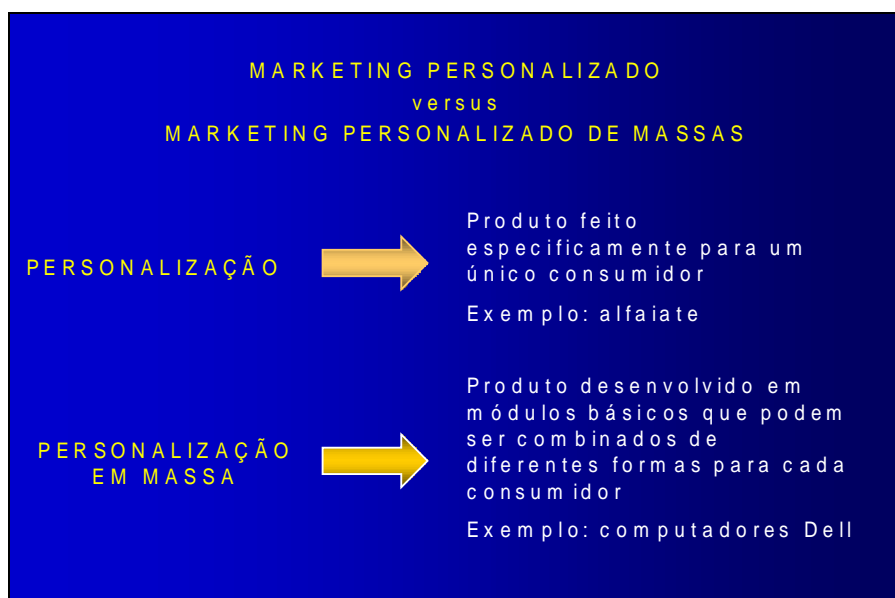 MARKETING PERSONALIZADO
versus
MARKETING PERSONALIZADO DE MASSAS
PERSONALIZAÇÃO
Produto feito
especificamente para um
único consumidor
Exemplo: alfaiate
PERSONALIZAÇÃO
EM MASSA
Produto desenvolvido em
módulos básicos que podem
ser combinados de
diferentes formas para cada
consumidor
Exemplo: computadores Dell